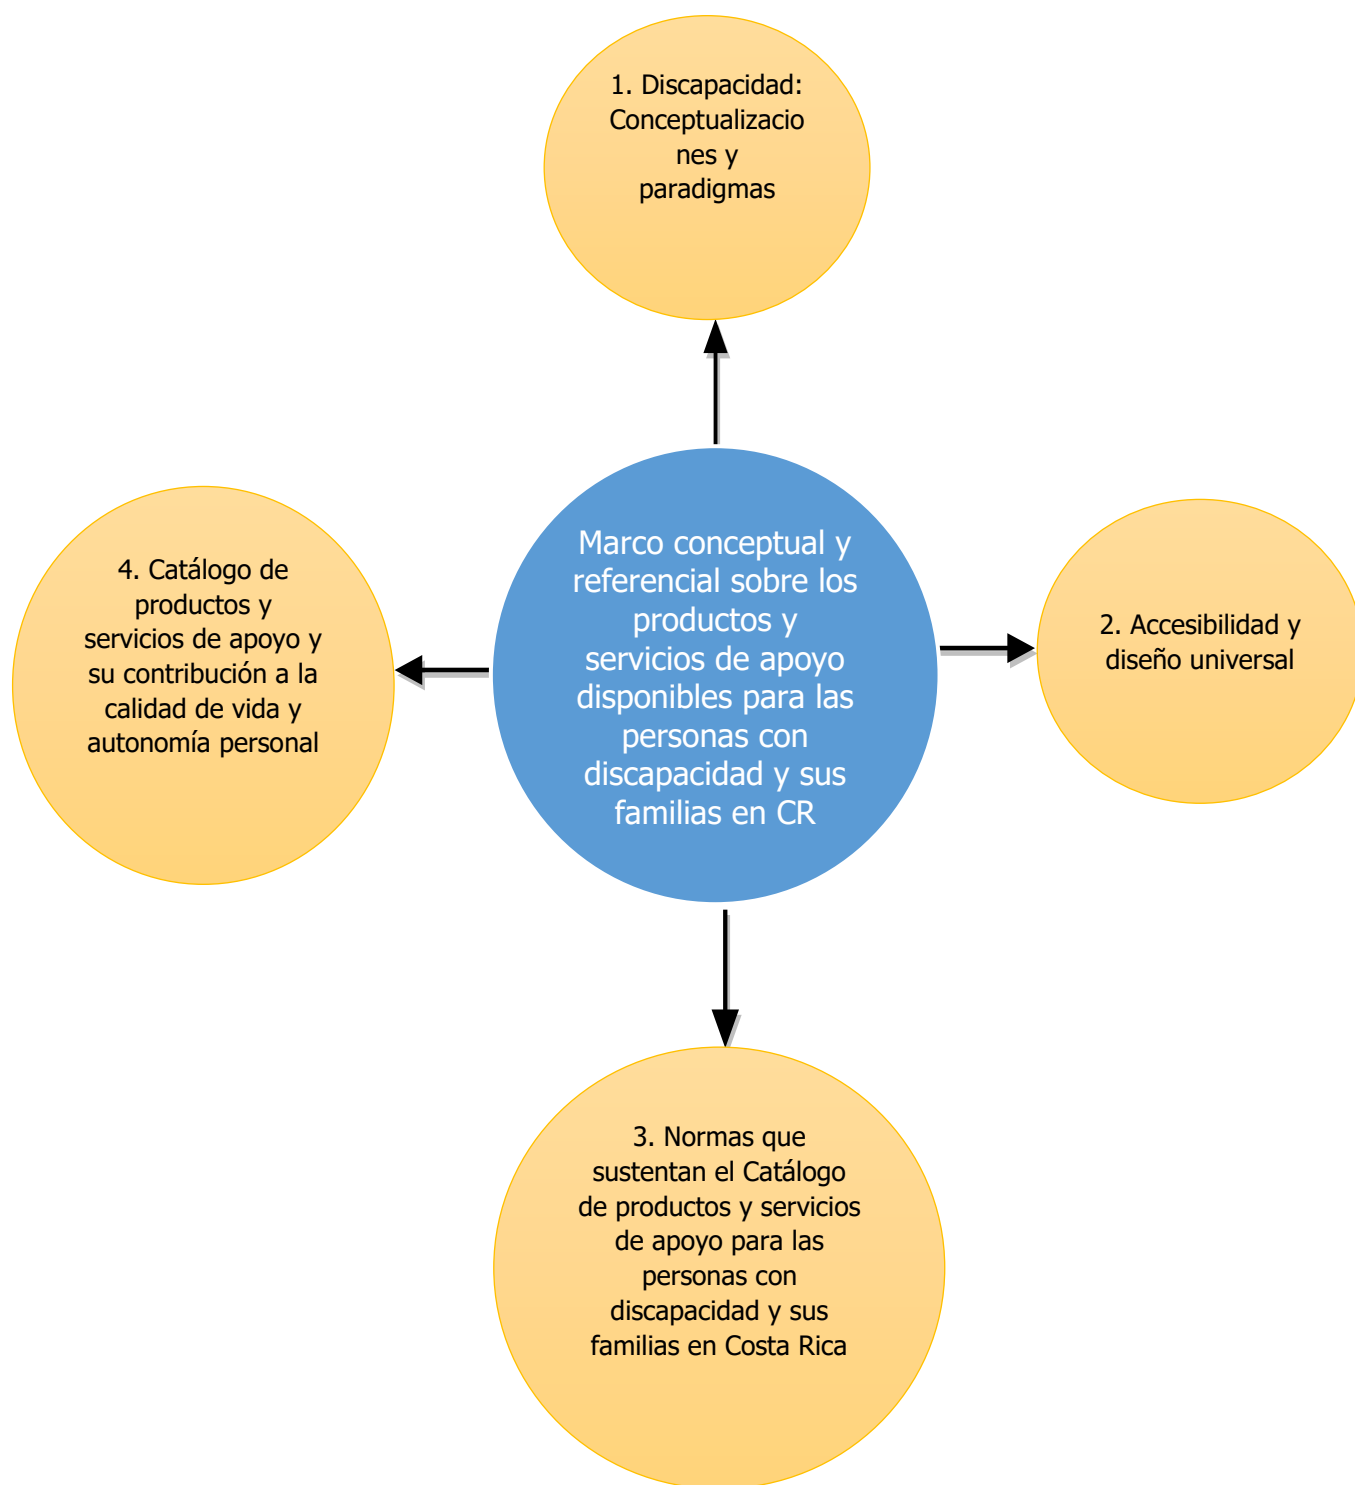 1. Discapacidad:
Conceptualizacio
nes y
paradigmas
Marco conceptual y
referencial sobre los
productos y
servicios de apoyo
disponibles para las
personas con
discapacidad y sus
familias en CR
2. Accesibilidad y
diseño universal
3. Normas que
sustentan el Catálogo
de productos y servicios
de apoyo para las
personas con
discapacidad y sus
familias en Costa Rica
4. Catálogo de
productos y
servicios de apoyo y
su contribución a la
calidad de vida y
autonomía personal